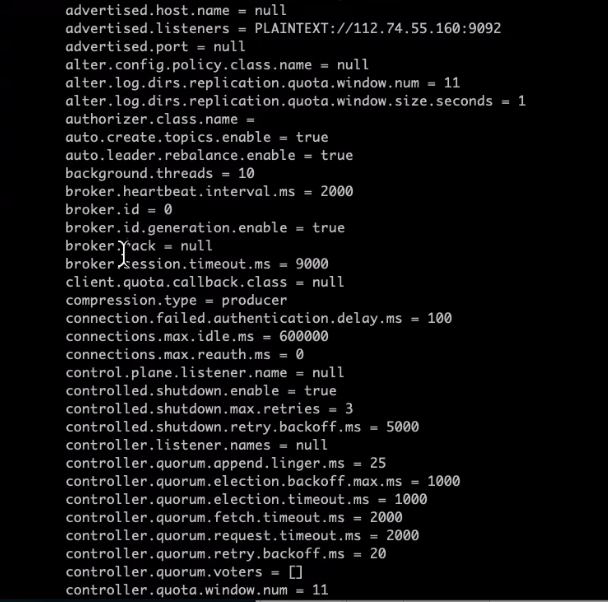 advertised.host.name = null
advertised.listeners = PLAINTEXT://112.74.55.160:9092
advertised.port = null
alter.config.policy.class.name = null
alter.log.dirs.replication.quota.window.num = 11
alter.log.dirs.replication.quota.window.size.seconds = 1
authorizer.class.name =
auto.create.topics.enable = true
auto.leader.rebalance.enable = true
background.threads = 10
broker.heartbeat.interval.ms = 2000
broker.id = 0
broker.id.generation.enable = true
broker.rack = null
broker.session.timeout.ms = 9000
client.quota.callback.class = null
compression.type = producer
connection.failed.authentication.delay.ms = 100
connections.max.idle.ms = 600000
connections.max.reauth.ms = 0
control.plane.listener.name = null
controlled.shutdown.enable = true
controlled.shutdown.max.retries = 3
controlled.shutdown.retry.backoff.ms = 5000
controller.listener.names = null
controller.quorum.append.linger.ms = 25
controller.quorum.election.backoff.max.ms = 1000
controller.quorum.election.timeout.ms = 1000
controller.quorum.fetch.timeout.ms = 2000
controller.quorum.request.timeout.ms = 2000
controller.quorum.retry.backoff.ms = 20
controller.quorum.voters = []
controller.quota.window.num = 11